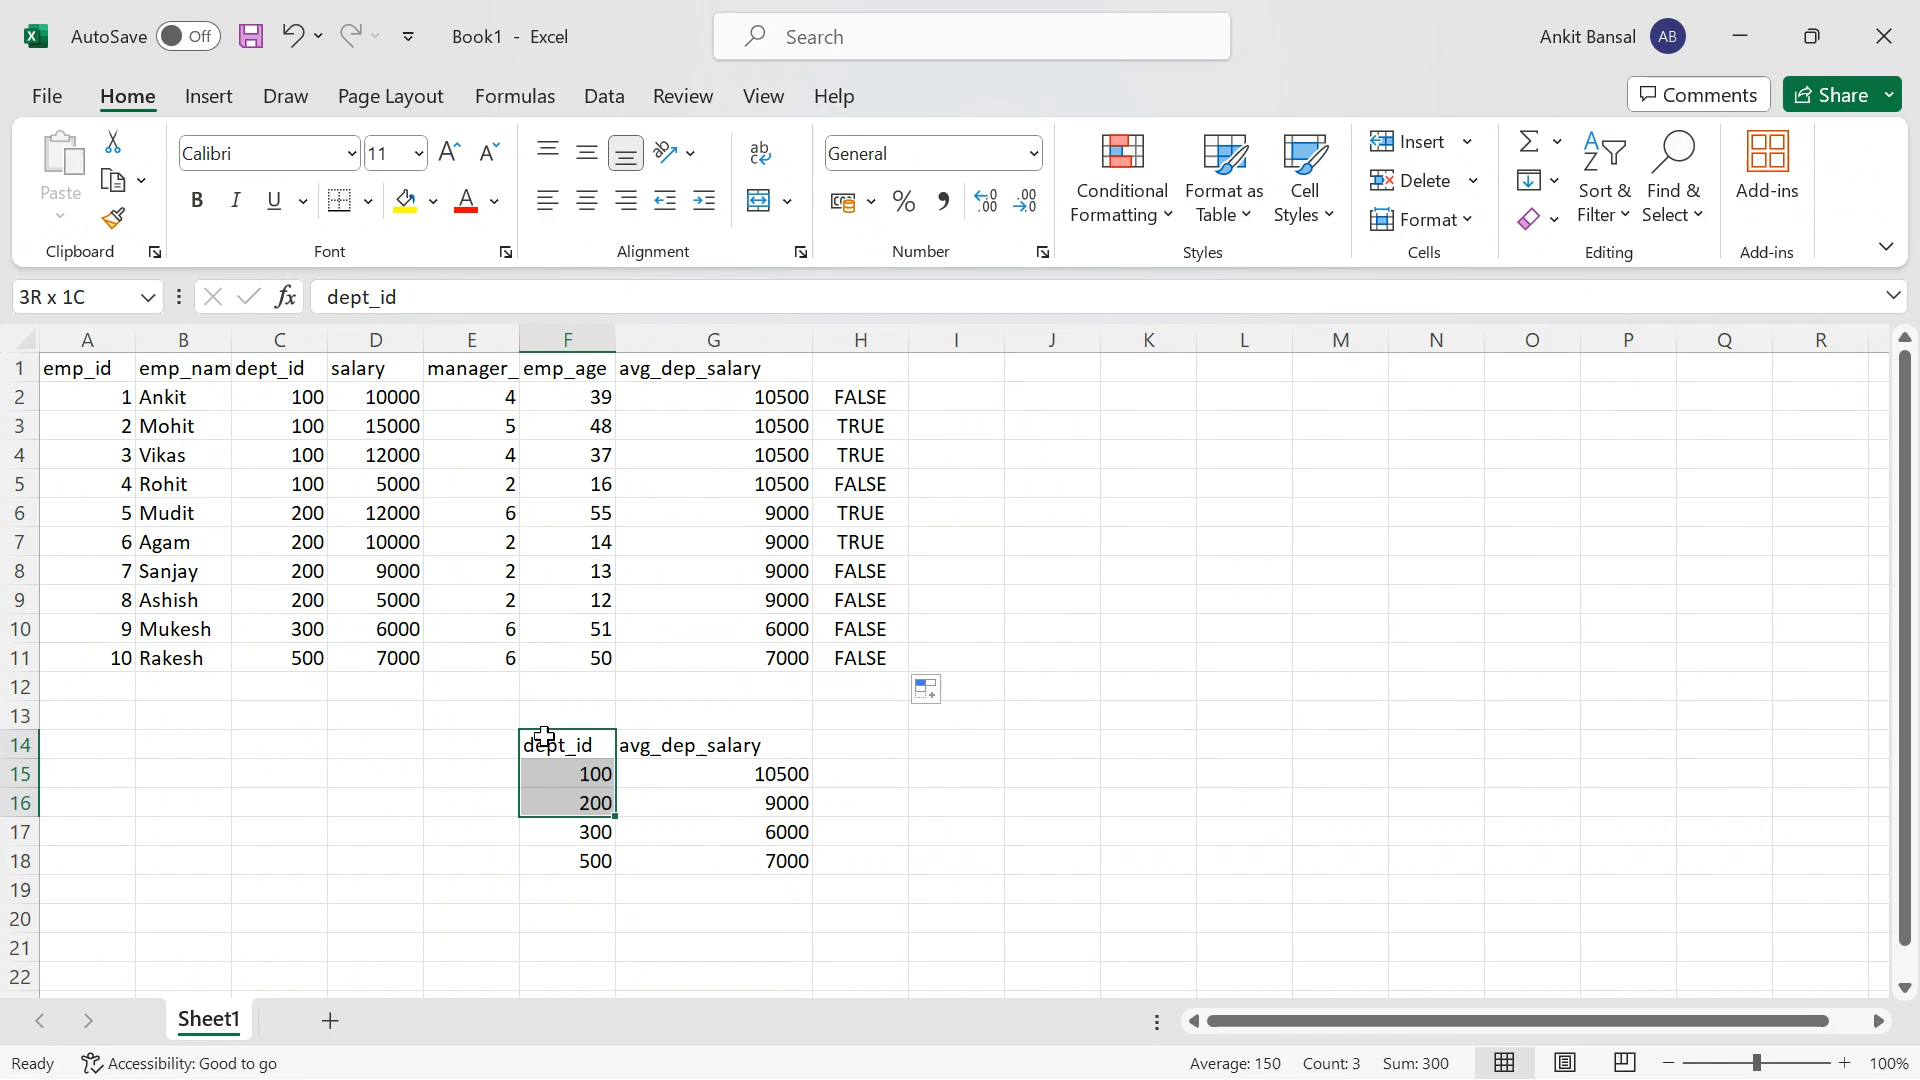 AutoSave Off Book1 - Excel Search Ankit Bansal AB
File Home Insert Draw Page Layout Formulas Data Review View Help Comments Share
Paste Calibri 11 General Conditional Formatting Format as Table Cell Styles Insert Delete Format Sort & Filter Find & Select Add-ins
Clipboard Font Alignment Number Styles Cells Editing Add-ins
3R x 1C fx dept_id
A B C D E F G H I J K L M N O P Q R
1 emp_id emp_nam dept_id salary manager_ emp_age avg_dep_salary
2 1 Ankit 100 10000 4 39 10500 FALSE
3 2 Mohit 100 15000 5 48 10500 TRUE
4 3 Vikas 100 12000 4 37 10500 TRUE
5 4 Rohit 100 5000 2 16 10500 FALSE
6 5 Mudit 200 12000 6 55 9000 TRUE
7 6 Agam 200 10000 2 14 9000 TRUE
8 7 Sanjay 200 9000 2 13 9000 FALSE
9 8 Ashish 200 5000 2 12 9000 FALSE
10 9 Mukesh 300 6000 6 51 6000 FALSE
11 10 Rakesh 500 7000 6 50 7000 FALSE
12
13
14 dept_id avg_dep_salary
15 100 10500
16 200 9000
17 300 6000
18 500 7000
19
20
21
22
Sheet1
Ready Accessibility: Good to go Average: 150 Count: 3 Sum: 300 100%